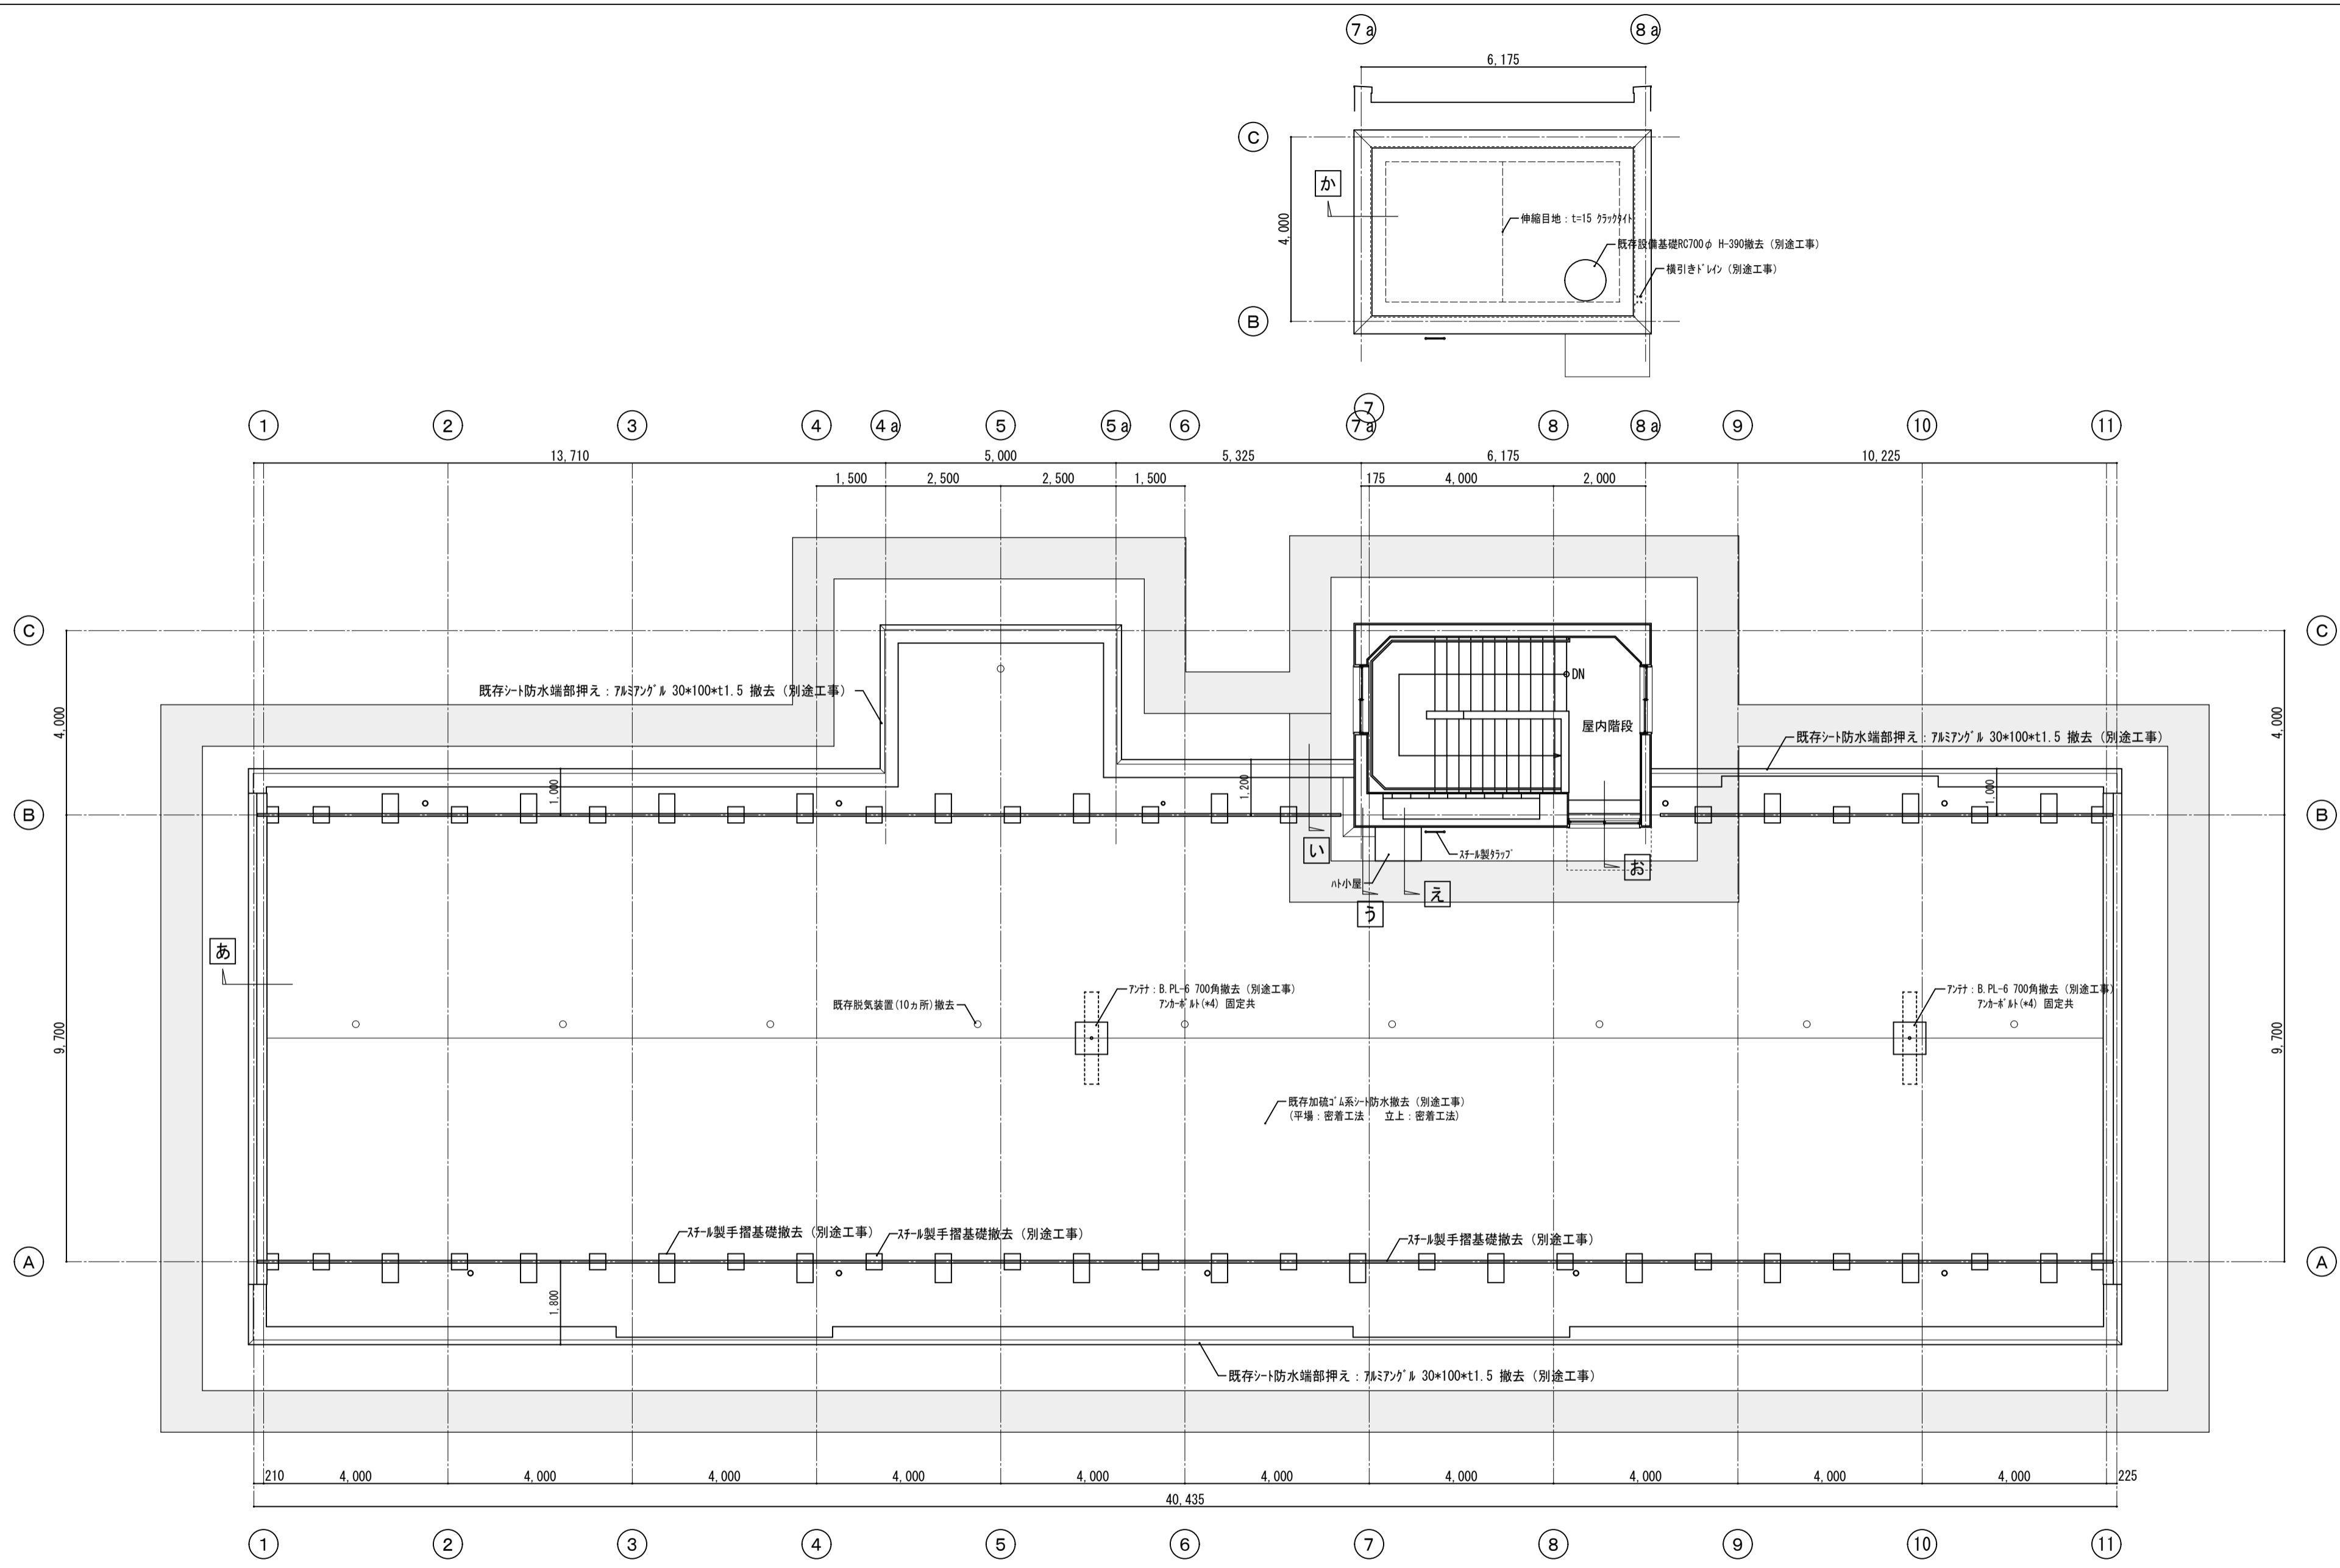 7a 8a
6,175
C
か
4,000
伸縮目地：t=15 クラックタイト
既存設備基礎RC700φ H-390撤去（別途工事）
横引きドレイン（別途工事）
B
7
1 2 3 4 4a 5 5a 6 7a 8 8a 9 10 11
13,710 5,000 5,325 6,175 10,225
1,500 2,500 2,500 1,500 175 4,000 2,000
C C
DN
既存シート防水端部押え：アルミアングル 30*100*t1.5 撤去（別途工事）
4,000 4,000
屋内階段
既存シート防水端部押え：アルミアングル 30*100*t1.5 撤去（別途工事）
1,000 1,200 1,000
B B
い
スチール製タラップ
お
ハト小屋
え
う
あ
アンテナ：B.PL-6 700角撤去（別途工事）
アンカーボルト(*4) 固定共
アンテナ：B.PL-6 700角撤去（別途工事）
アンカーボルト(*4) 固定共
既存脱気装置(10ヵ所)撤去
9,700 9,700
既存加硫ゴム系シート防水撤去（別途工事）
（平場：密着工法 立上：密着工法）
スチール製手摺基礎撤去（別途工事）
スチール製手摺基礎撤去（別途工事）
スチール製手摺基礎撤去（別途工事）
A A
1,800
既存シート防水端部押え：アルミアングル 30*100*t1.5 撤去（別途工事）
210 4,000 4,000 4,000 4,000 4,000 4,000 4,000 4,000 4,000 4,000 225
40,435
1 2 3 4 5 6 7 8 9 10 11